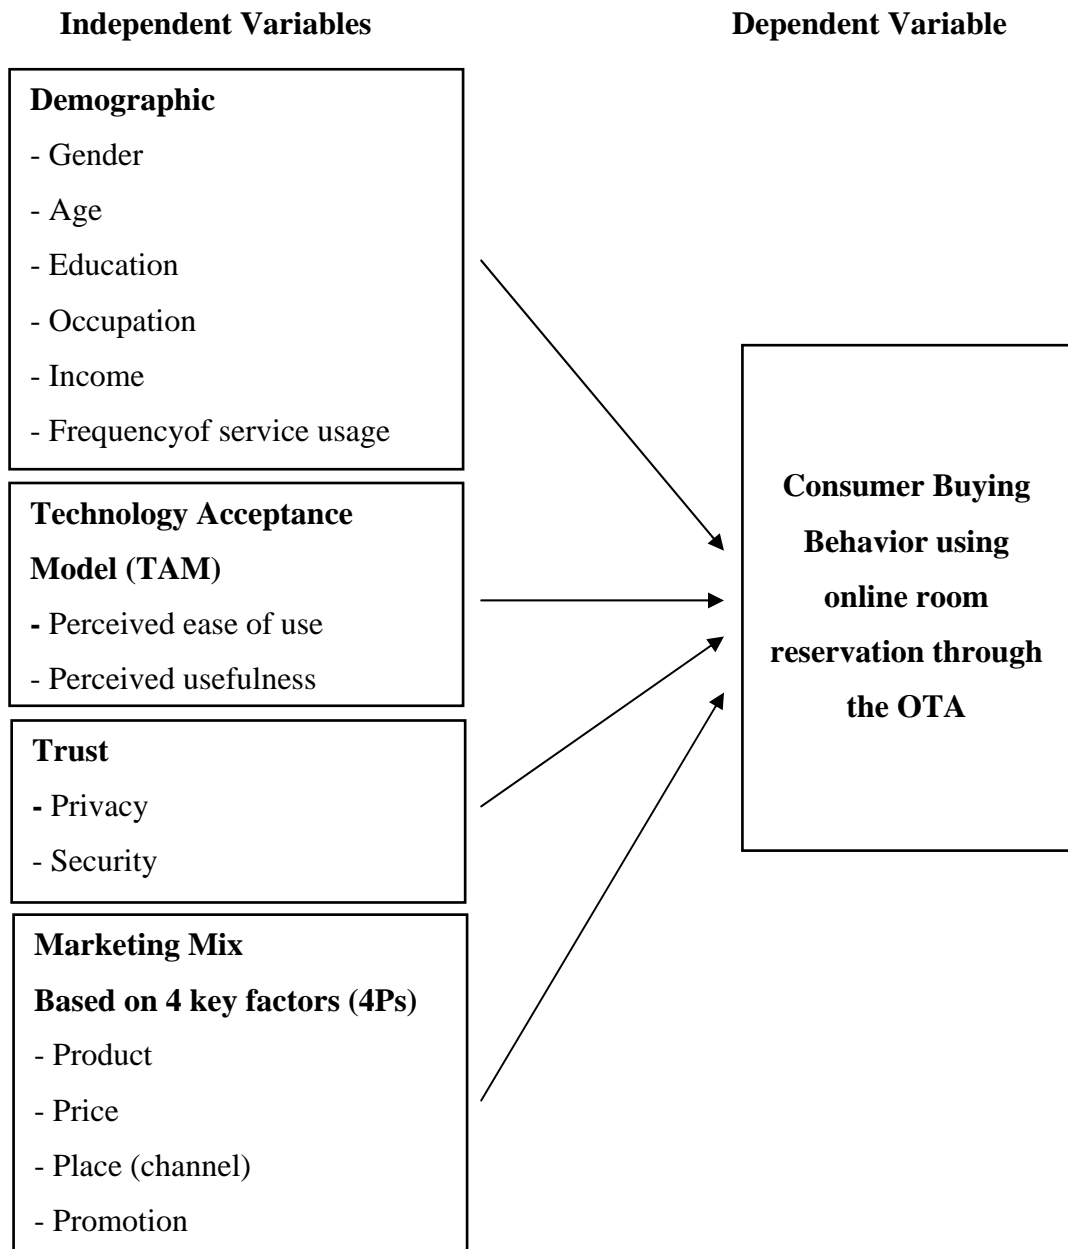 Independent Variables
Dependent Variable
Demographic
- Gender
- Age
- Education
- Occupation
- Income
- Frequencyof service usage
Technology Acceptance
Model (TAM)
- Perceived ease of use
- Perceived usefulness
Trust
- Privacy
- Security
Marketing Mix
Based on 4 key factors (4Ps)
- Product
- Price
- Place (channel)
- Promotion
Consumer Buying
Behavior using
online room
reservation through
the OTA